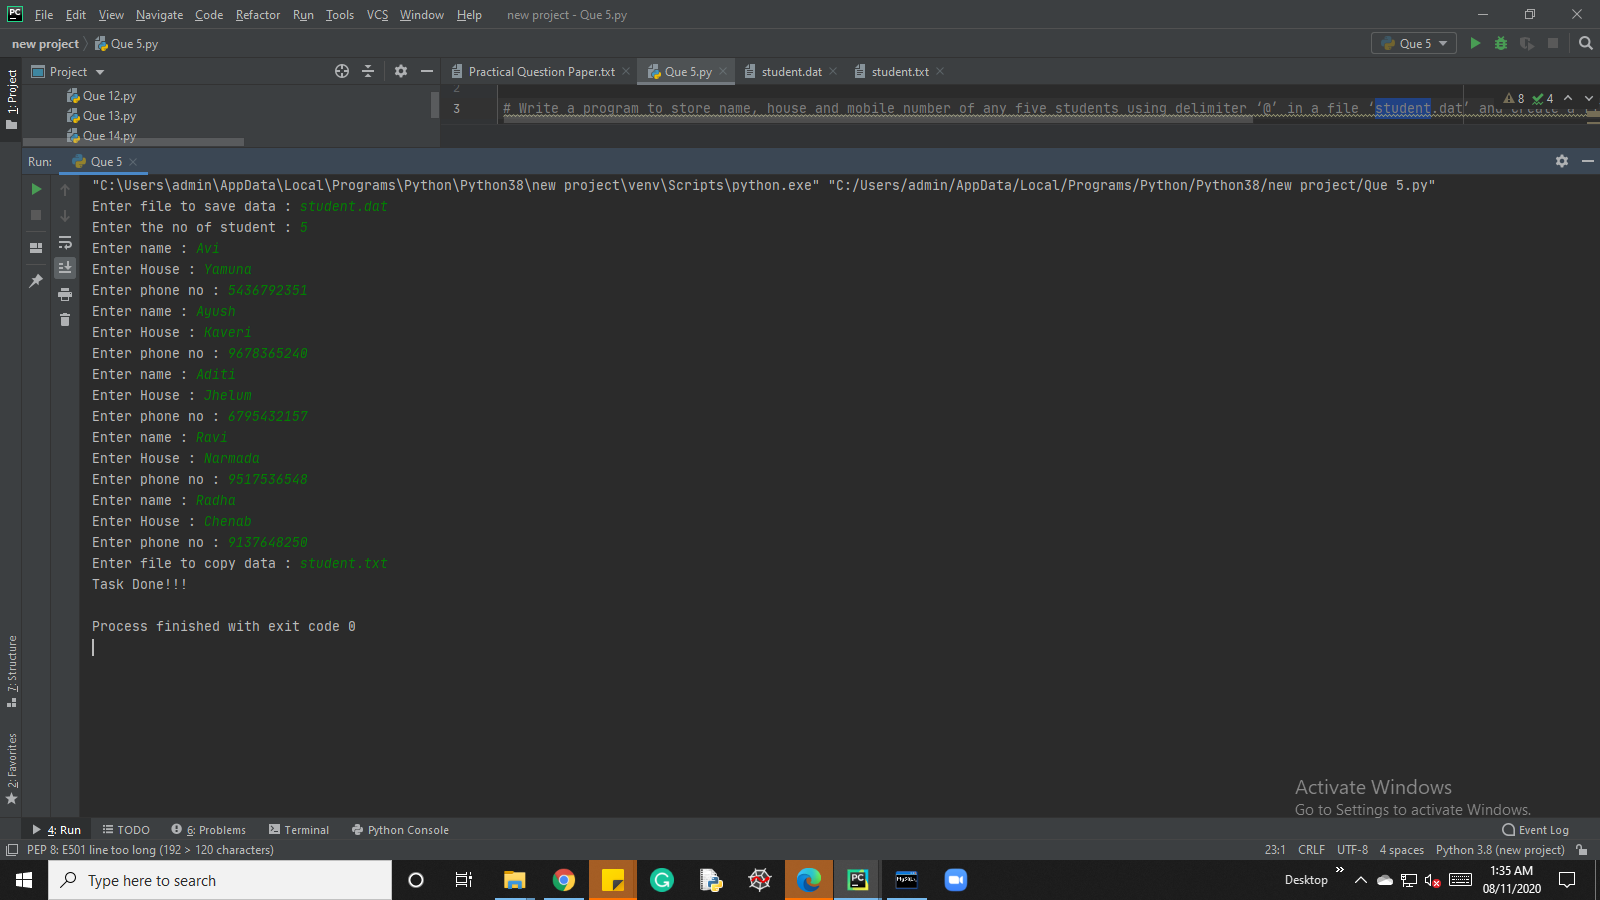 File Edit View Navigate Code Refactor Run Tools VCS Window Help new project - Que 5.py
new project Que 5.py Que 5
1: Project
Project
Practical Question Paper.txt Que 5.py student.dat student.txt
Que 12.py
Que 13.py
Que 14.py
2
3 # Write a program to store name, house and mobile number of any five students using delimiter ‘@’ in a file ‘student.dat’ and create a
8 4
Run: Que 5
"C:\Users\admin\AppData\Local\Programs\Python\Python38\new project\venv\Scripts\python.exe" "C:/Users/admin/AppData/Local/Programs/Python/Python38/new project/Que 5.py"
Enter file to save data : student.dat
Enter the no of student : 5
Enter name : Avi
Enter House : Yamuna
Enter phone no : 5436792351
Enter name : Ayush
Enter House : Kaveri
Enter phone no : 9678365240
Enter name : Aditi
Enter House : Jhelum
Enter phone no : 6795432157
Enter name : Ravi
Enter House : Narmada
Enter phone no : 9517536548
Enter name : Radha
Enter House : Chenab
Enter phone no : 9137648250
Enter file to copy data : student.txt
Task Done!!!
Process finished with exit code 0
7: Structure
2: Favorites
Activate Windows
Go to Settings to activate Windows.
4: Run TODO 6: Problems Terminal Python Console Event Log
PEP 8: E501 line too long (192 > 120 characters) 23:1 CRLF UTF-8 4 spaces Python 3.8 (new project)
Type here to search
Desktop
1:35 AM
08/11/2020